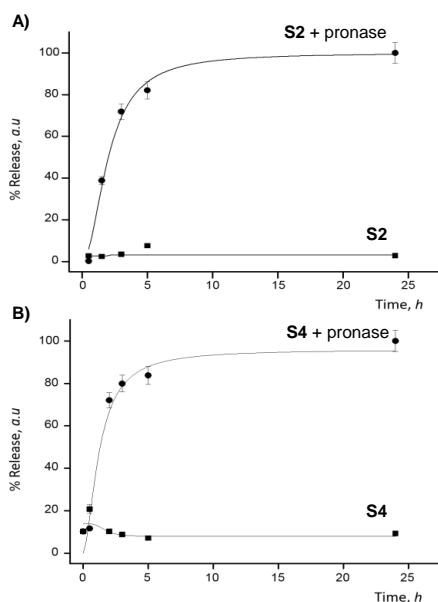 A)
S2 + pronase
100
80
60
40
20
0
% Release, a.u
S2
0 5 10 15 20 25
Time, h
B)
S4 + pronase
100
80
60
40
20
0
% Release, a.u
S4
0 5 10 15 20 25
Time, h